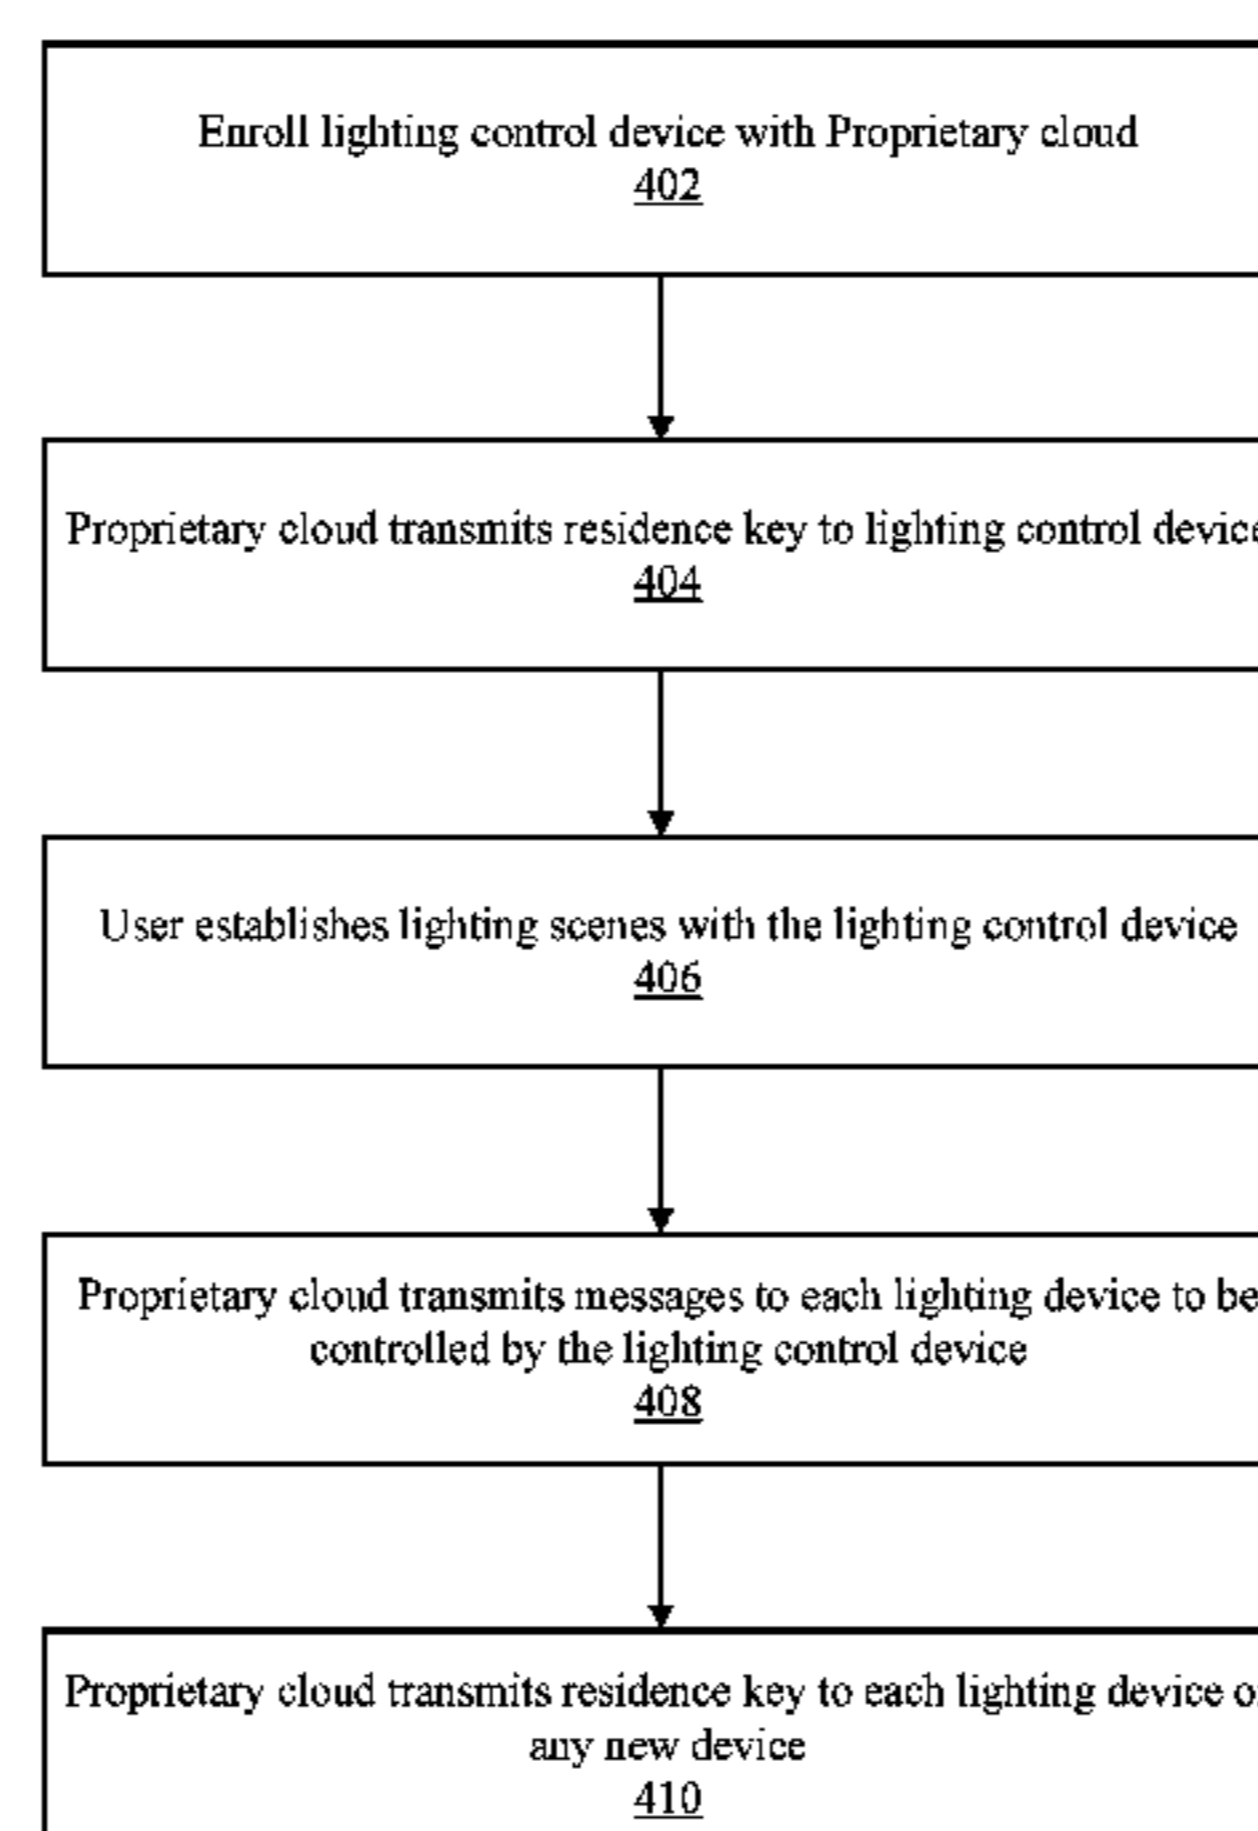 Enroll lighting control device with Proprietary cloud
402
Proprietary cloud transmits residence key to lighting control device
404
User establishes lighting scenes with the lighting control device
406
Proprietary cloud transmits messages to each lighting device to be
controlled by the lighting control device
408
Proprietary cloud transmits residence key to each lighting device
any new device
410